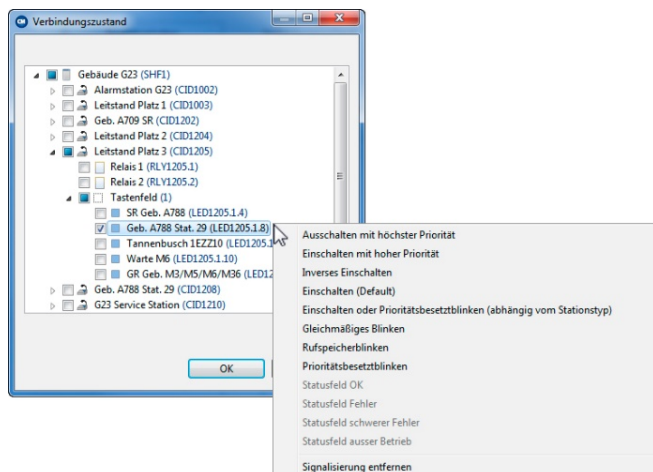 Verbindungszustand
Gebäude G23 (SHF1)
Alarmstation G23 (CID1002)
Leitstand Platz 1 (CID1003)
Geb. A709 SR (CID1202)
Leitstand Platz 2 (CID1204)
Leitstand Platz 3 (CID1205)
Relais 1 (RLY1205.1)
Relais 2 (RLY1205.2)
Tastenfeld (1)
SR Geb. A788 (LED1205.1.4)
Geb. A788 Stat. 29 (LED1205.1.8)
Tannenbusch 1EZZ10 (LED1205.1
Warte M6 (LED1205.1.10)
GR Geb. M3/M5/M6/M36 (LED12
Geb. A788 Stat. 29 (CID1208)
G23 Service Station (CID1210)
OK
Ausschalten mit höchster Priorität
Einschalten mit hoher Priorität
Inverses Einschalten
Einschalten (Default)
Einschalten oder Prioritätsbesetztblinken (abhängig vom Stationstyp)
Gleichmäßiges Blinken
Rufspeicherblinken
Prioritätsbesetztblinken
Statusfeld OK
Statusfeld Fehler
Statusfeld schwerer Fehler
Statusfeld ausser Betrieb
Signalisierung entfernen